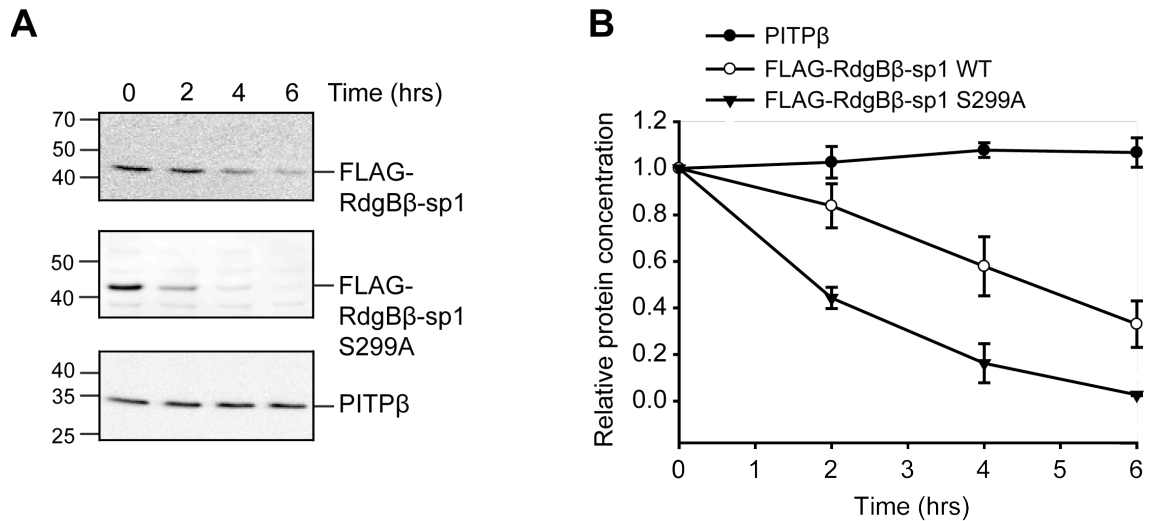 A
0 2 4 6 Time (hrs)
70
50
40
FLAG-
RdgBβ-sp1
50
40
FLAG-
RdgBβ-sp1
S299A
40
35
25
PITPβ
B
PITPβ
FLAG-RdgBβ-sp1 WT
FLAG-RdgBβ-sp1 S299A
Relative protein concentration
1.2
1.0
0.8
0.6
0.4
0.2
0.0
0 1 2 3 4 5 6
Time (hrs)